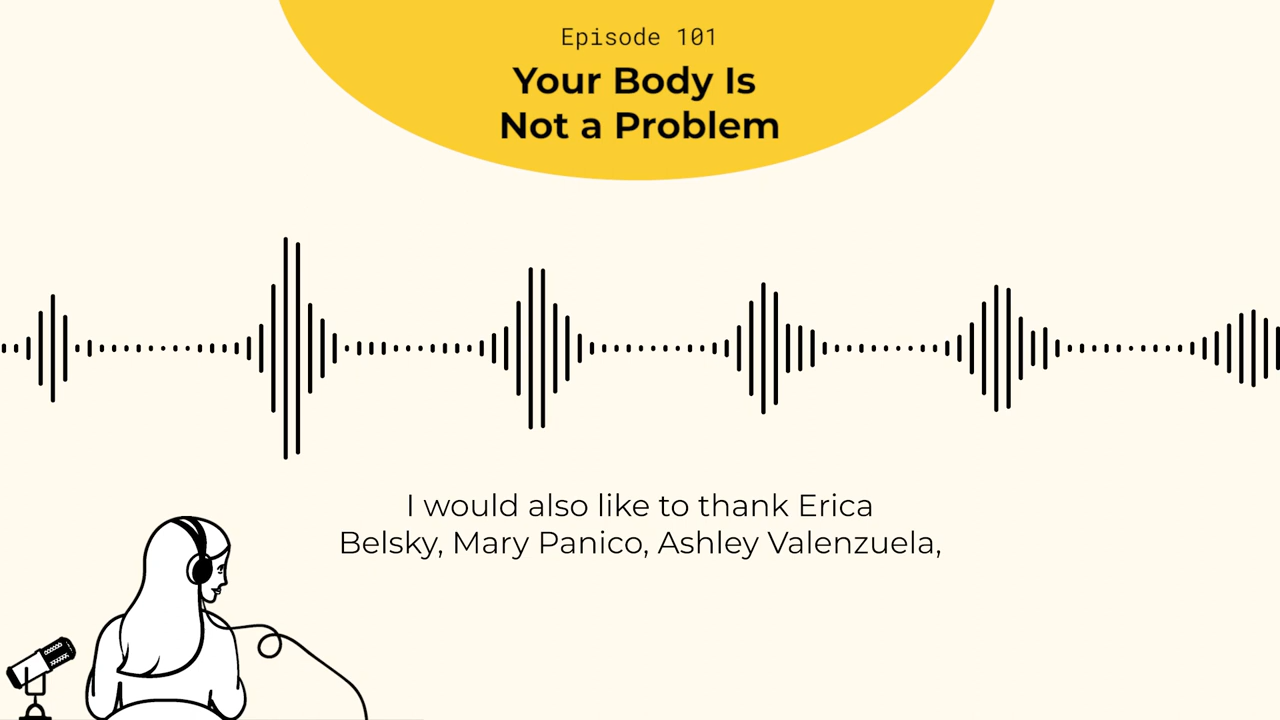 Episode 101
Your Body Is
Not a Problem
I would also like to thank Erica
Belsky, Mary Panico, Ashley Valenzuela,